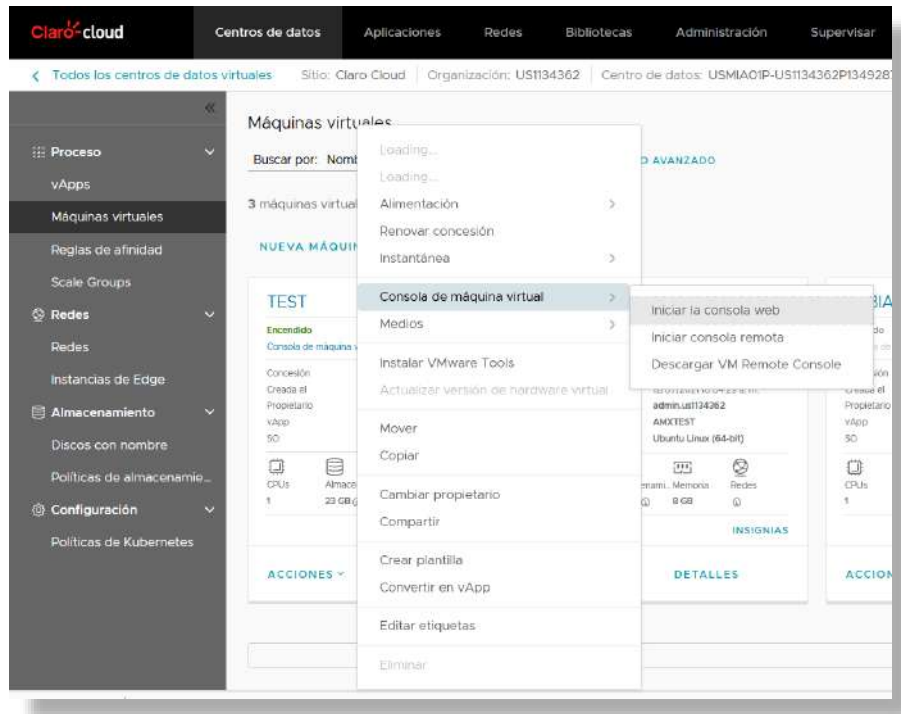 Claro-cloud
Centros de datos Aplicaciones Redes Bibliotecas Administración Supervisar
Todos los centros de datos virtuales Sitio: Claro Cloud Organización: US1134362 Centro de datos:
Máquinas virtuales
Proceso
vApps
Máquinas virtuales
Reglas de afinidad
Scale Groups
Redes
Redes
Instancias de Edge
Almacenamiento
Discos con nombre
Políticas de almacenamie...
Configuración
Políticas de Kubernetes
Buscar por: AVANZADO
3 máquinas
NUEVA
TEST
Encendido
Consola de máquina
Concesión
Creada el
Propietario
vApp
SO
CPUs
1 23 GB
ACCIONES
Loading...
Loading...
Alimentación
Renovar concesión
Instantánea
Consola de máquina virtual
Medios
Instalar VMware Tools
Actualizar versión de hardware virtual
Mover
Copiar
Cambiar propietario
Compartir
Crear plantilla
Convertir en vApp
Editar etiquetas
Eliminar
Iniciar la consola web
Iniciar consola remota
Descargar VM Remote Console
admin.us1134362
AMXTEST
Ubuntu Linux (64-bit)
Memoria Redes
8 GB
INSIGNIAS
DETALLES
Creada el
Propietario
vApp
SO
CPUs
1